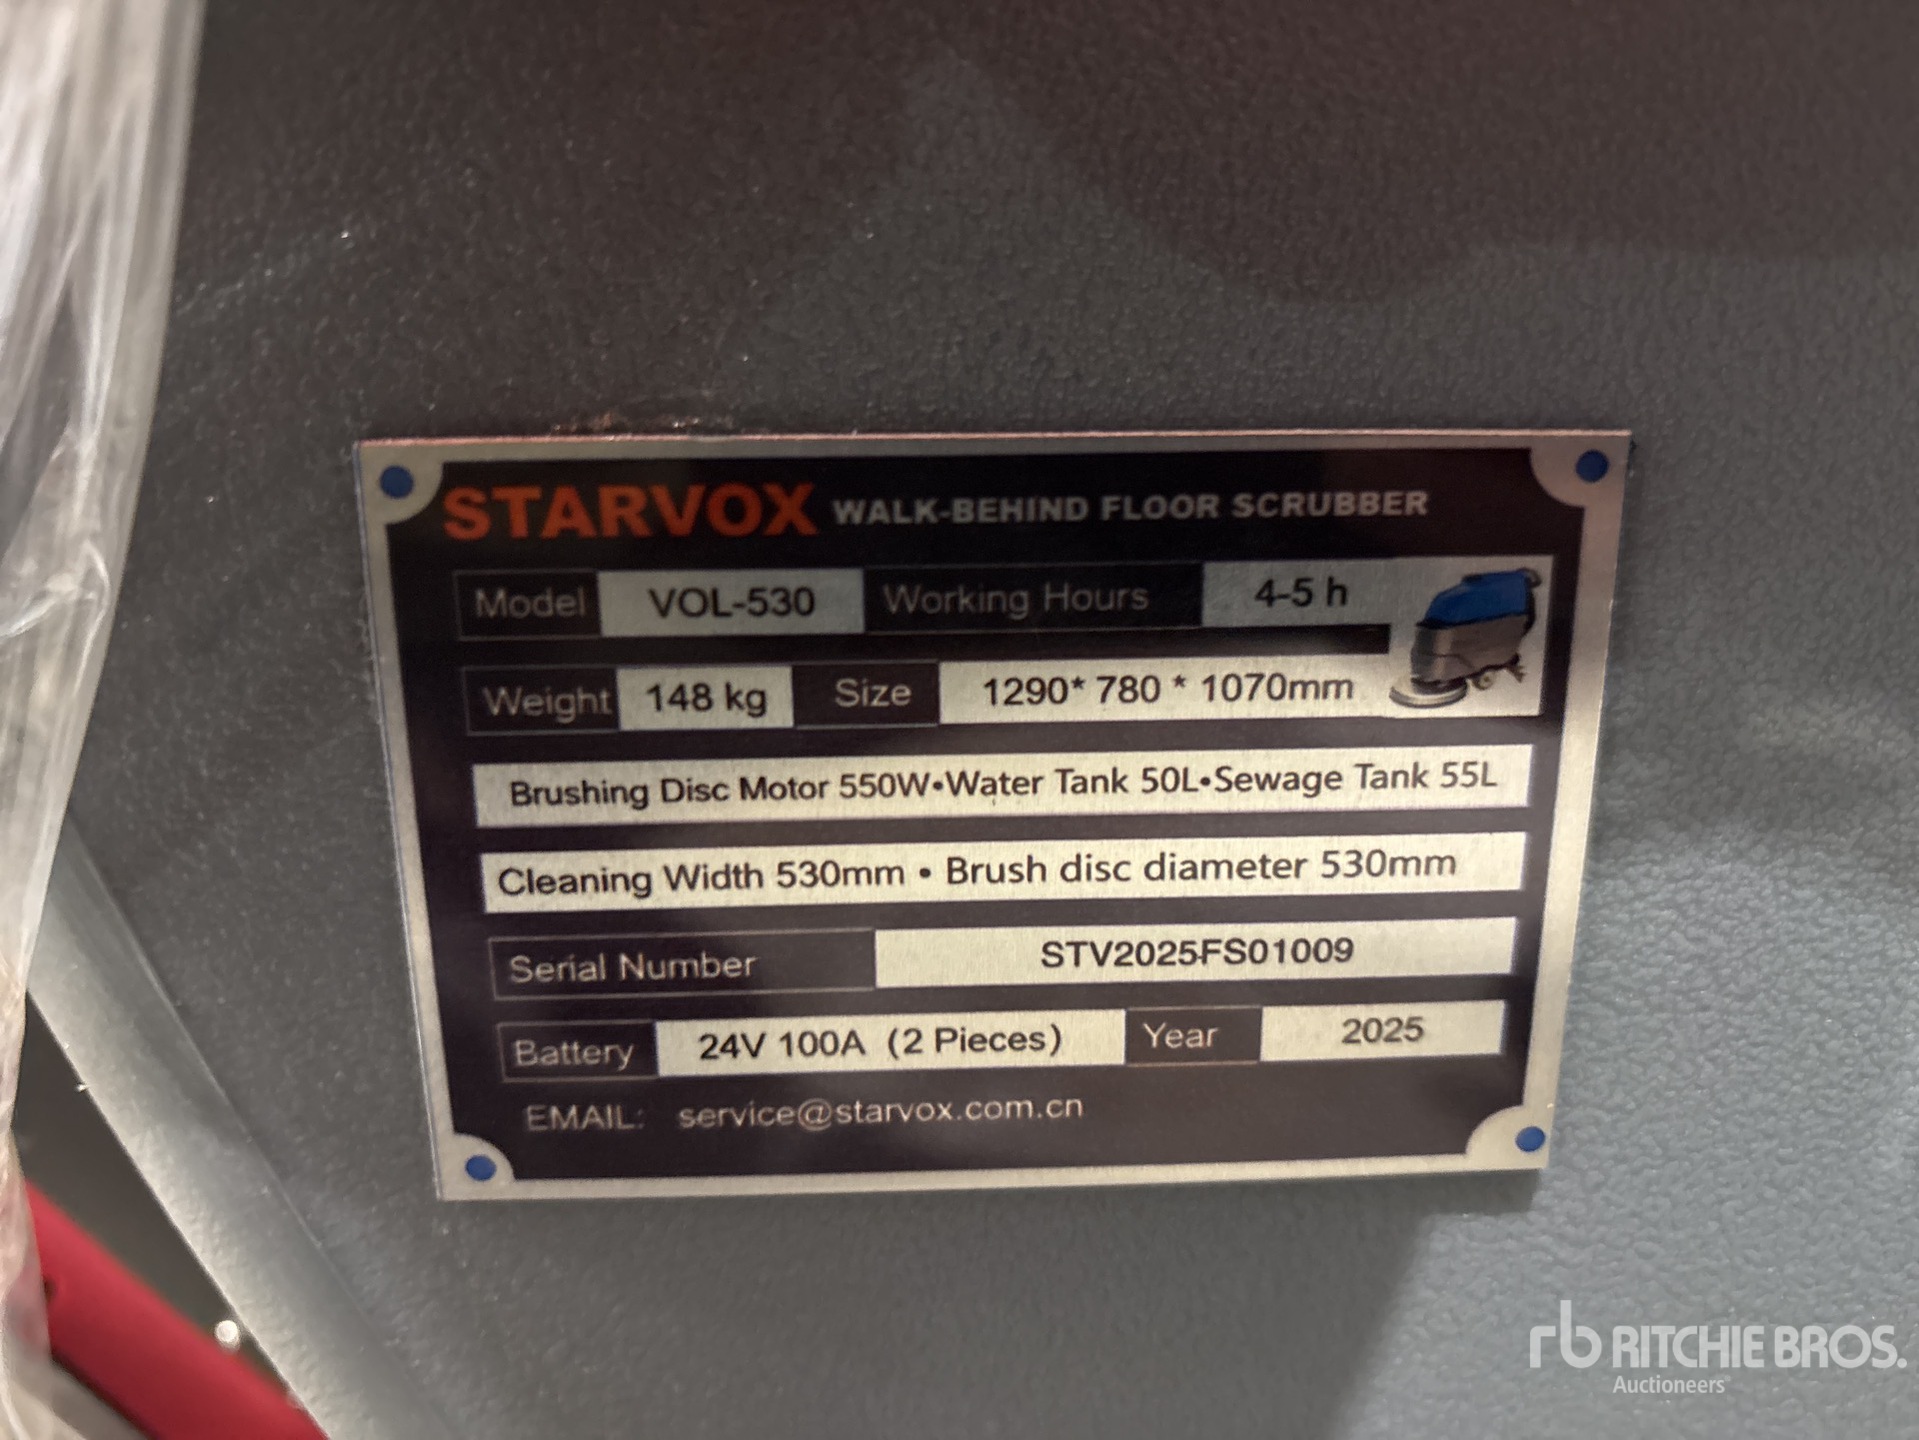 STARVOX WALK-BEHIND FLOOR SCRUBBER
Model VOL-530 Working Hours 4-5 h
Weight 148 kg Size 1290* 780 * 1070mm
Brushing Disc Motor 550W•Water Tank 50L•Sewage Tank 55L
Cleaning Width 530mm • Brush disc diameter 530mm
Serial Number STV2025FS01009
Battery 24V 100A (2 Pieces) Year 2025
EMAIL: service@starvox.com.cn
rb RITCHIE BROS.
Auctioneers